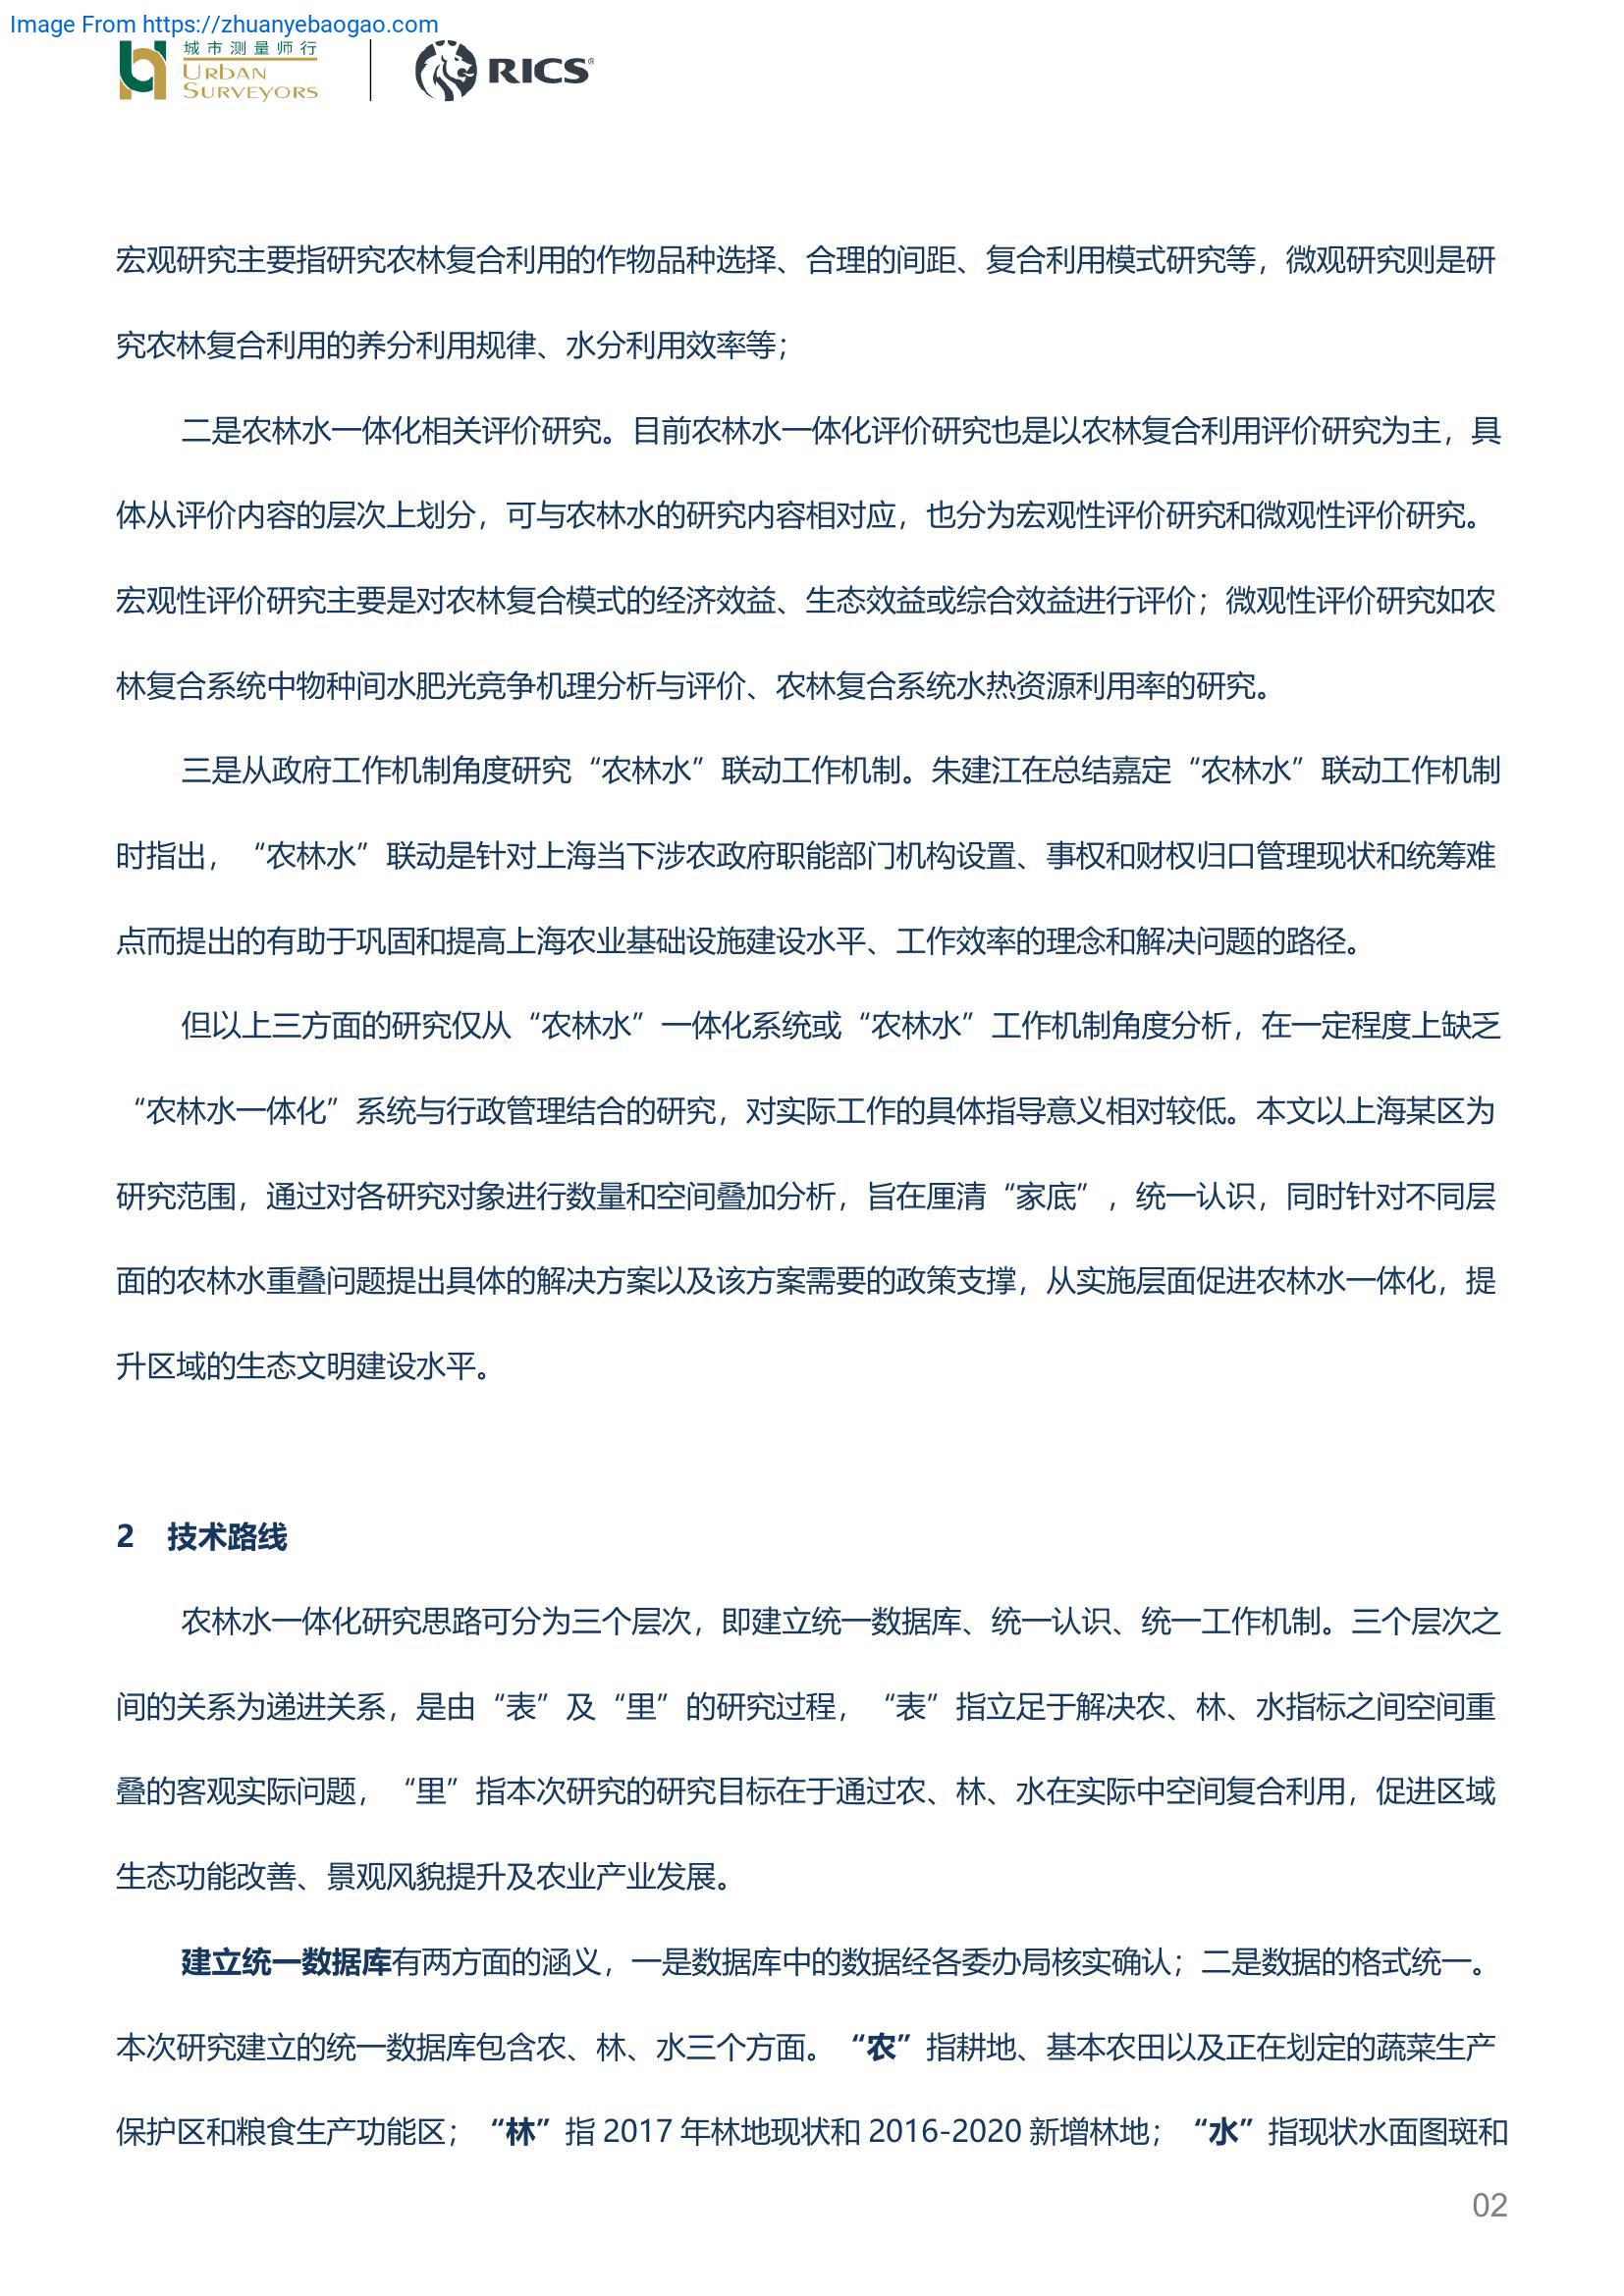 Image From https://zhuanyebaogao.com
城市测量师行
URBAN
SURVEYORS
RICS®
宏观研究主要指研究农林复合利用的作物品种选择、合理的间距、复合利用模式研究等，微观研究则是研
究农林复合利用的养分利用规律、水分利用效率等；
二是农林水一体化相关评价研究。目前农林水一体化评价研究也是以农林复合利用评价研究为主，具
体从评价内容的层次上划分，可与农林水的研究内容相对应，也分为宏观性评价研究和微观性评价研究。
宏观性评价研究主要是对农林复合模式的经济效益、生态效益或综合效益进行评价；微观性评价研究如农
林复合系统中物种间水肥光竞争机理分析与评价、农林复合系统水热资源利用率的研究。
三是从政府工作机制角度研究“农林水”联动工作机制。朱建江在总结嘉定“农林水”联动工作机制
时指出，“农林水”联动是针对上海当下涉农政府职能部门机构设置、事权和财权归口管理现状和统筹难
点而提出的有助于巩固和提高上海农业基础设施建设水平、工作效率的理念和解决问题的路径。
但以上三方面的研究仅从“农林水”一体化系统或“农林水”工作机制角度分析，在一定程度上缺乏
“农林水一体化”系统与行政管理结合的研究，对实际工作的具体指导意义相对较低。本文以上海某区为
研究范围，通过对各研究对象进行数量和空间叠加分析，旨在厘清“家底”，统一认识，同时针对不同层
面的农林水重叠问题提出具体的解决方案以及该方案需要的政策支撑，从实施层面促进农林水一体化，提
升区域的生态文明建设水平。
2 技术路线
农林水一体化研究思路可分为三个层次，即建立统一数据库、统一认识、统一工作机制。三个层次之
间的关系为递进关系，是由“表”及“里”的研究过程，“表”指立足于解决农、林、水指标之间空间重
叠的客观实际问题，“里”指本次研究的研究目标在于通过农、林、水在实际中空间复合利用，促进区域
生态功能改善、景观风貌提升及农业产业发展。
建立统一数据库有两方面的涵义，一是数据库中的数据经各委办局核实确认；二是数据的格式统一。
本次研究建立的统一数据库包含农、林、水三个方面。“农”指耕地、基本农田以及正在划定的蔬菜生产
保护区和粮食生产功能区；“林”指 2017 年林地现状和 2016-2020 新增林地；“水”指现状水面图斑和
02